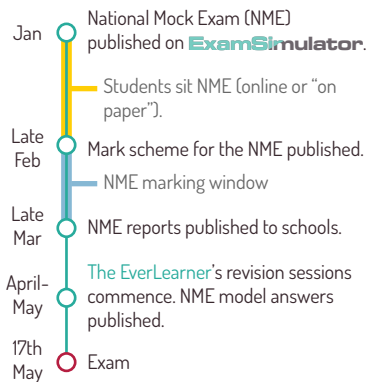 Jan
National Mock Exam (NME)
published on ExamSimulator.
Students sit NME (online or “on
paper”).
Late
Feb
Mark scheme for the NME published.
NME marking window
Late
Mar
NME reports published to schools.
April-
May
The EverLearner's revision sessions
commence. NME model answers
published.
17th
May
Exam